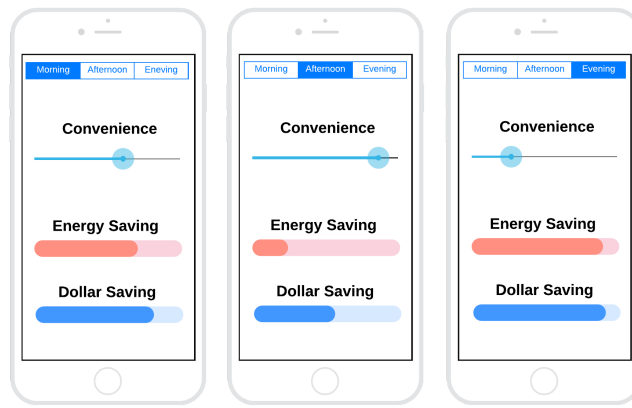 Morning Afternoon Eneving
Convenience
Energy Saving
Dollar Saving
Morning Afternoon Evening
Convenience
Energy Saving
Dollar Saving
Morning Afternoon Evening
Convenience
Energy Saving
Dollar Saving